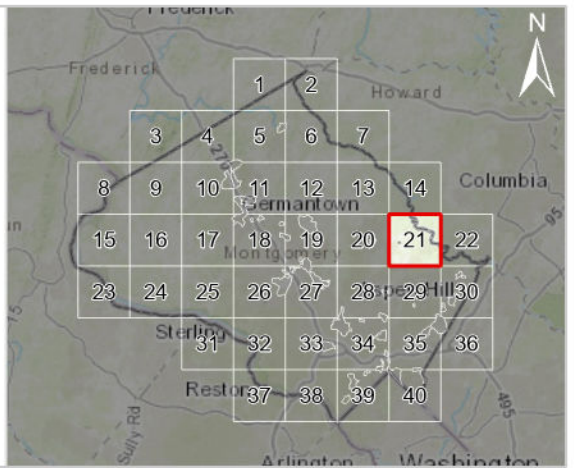 Frederick
N
Frederick
1 2
Howard
3 4 5 6 7
270
8 9 10 11 12 13 14
Columbia
Germantown
95
15 16 17 18 19 20 21 22
Montgomery
23 24 25 26 27 28 29 30
Aspen Hill
15
Sterling
31 32 33 34 35 36
Reston
37 38 39 40
495
Sully Rd
Arlington
Washington